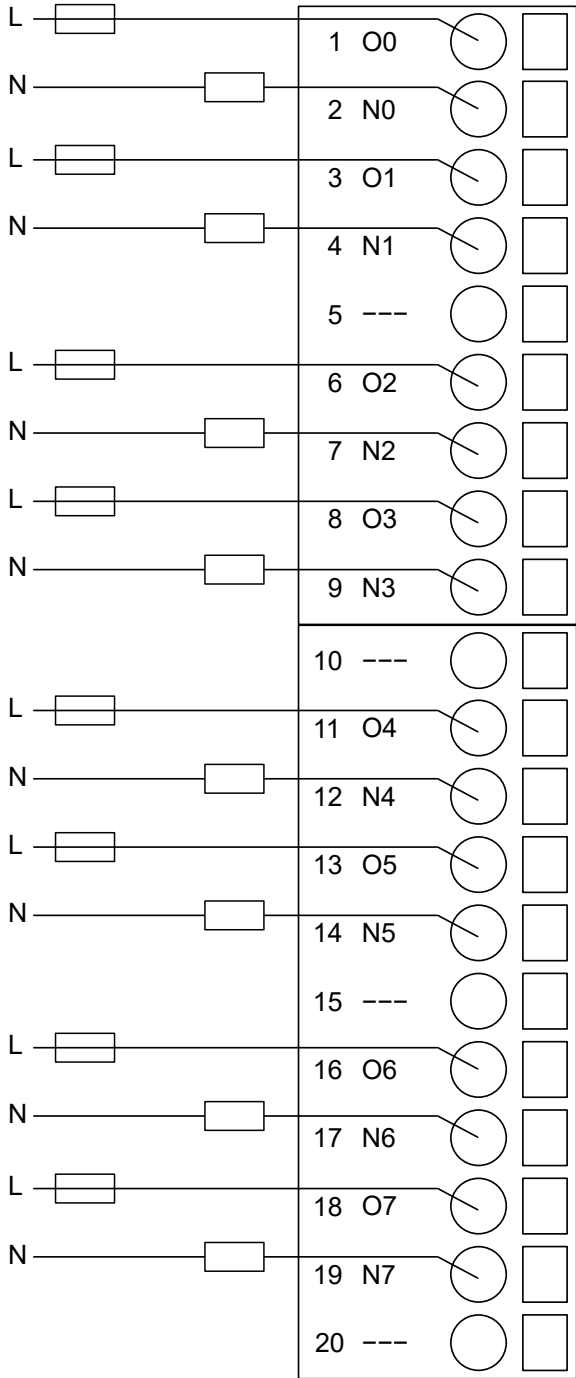 L
1 O0
N
2 N0
L
3 O1
N
4 N1
5 ---
L
6 O2
N
7 N2
L
8 O3
N
9 N3
10 ---
L
11 O4
N
12 N4
L
13 O5
N
14 N5
15 ---
L
16 O6
N
17 N6
L
18 O7
N
19 N7
20 ---